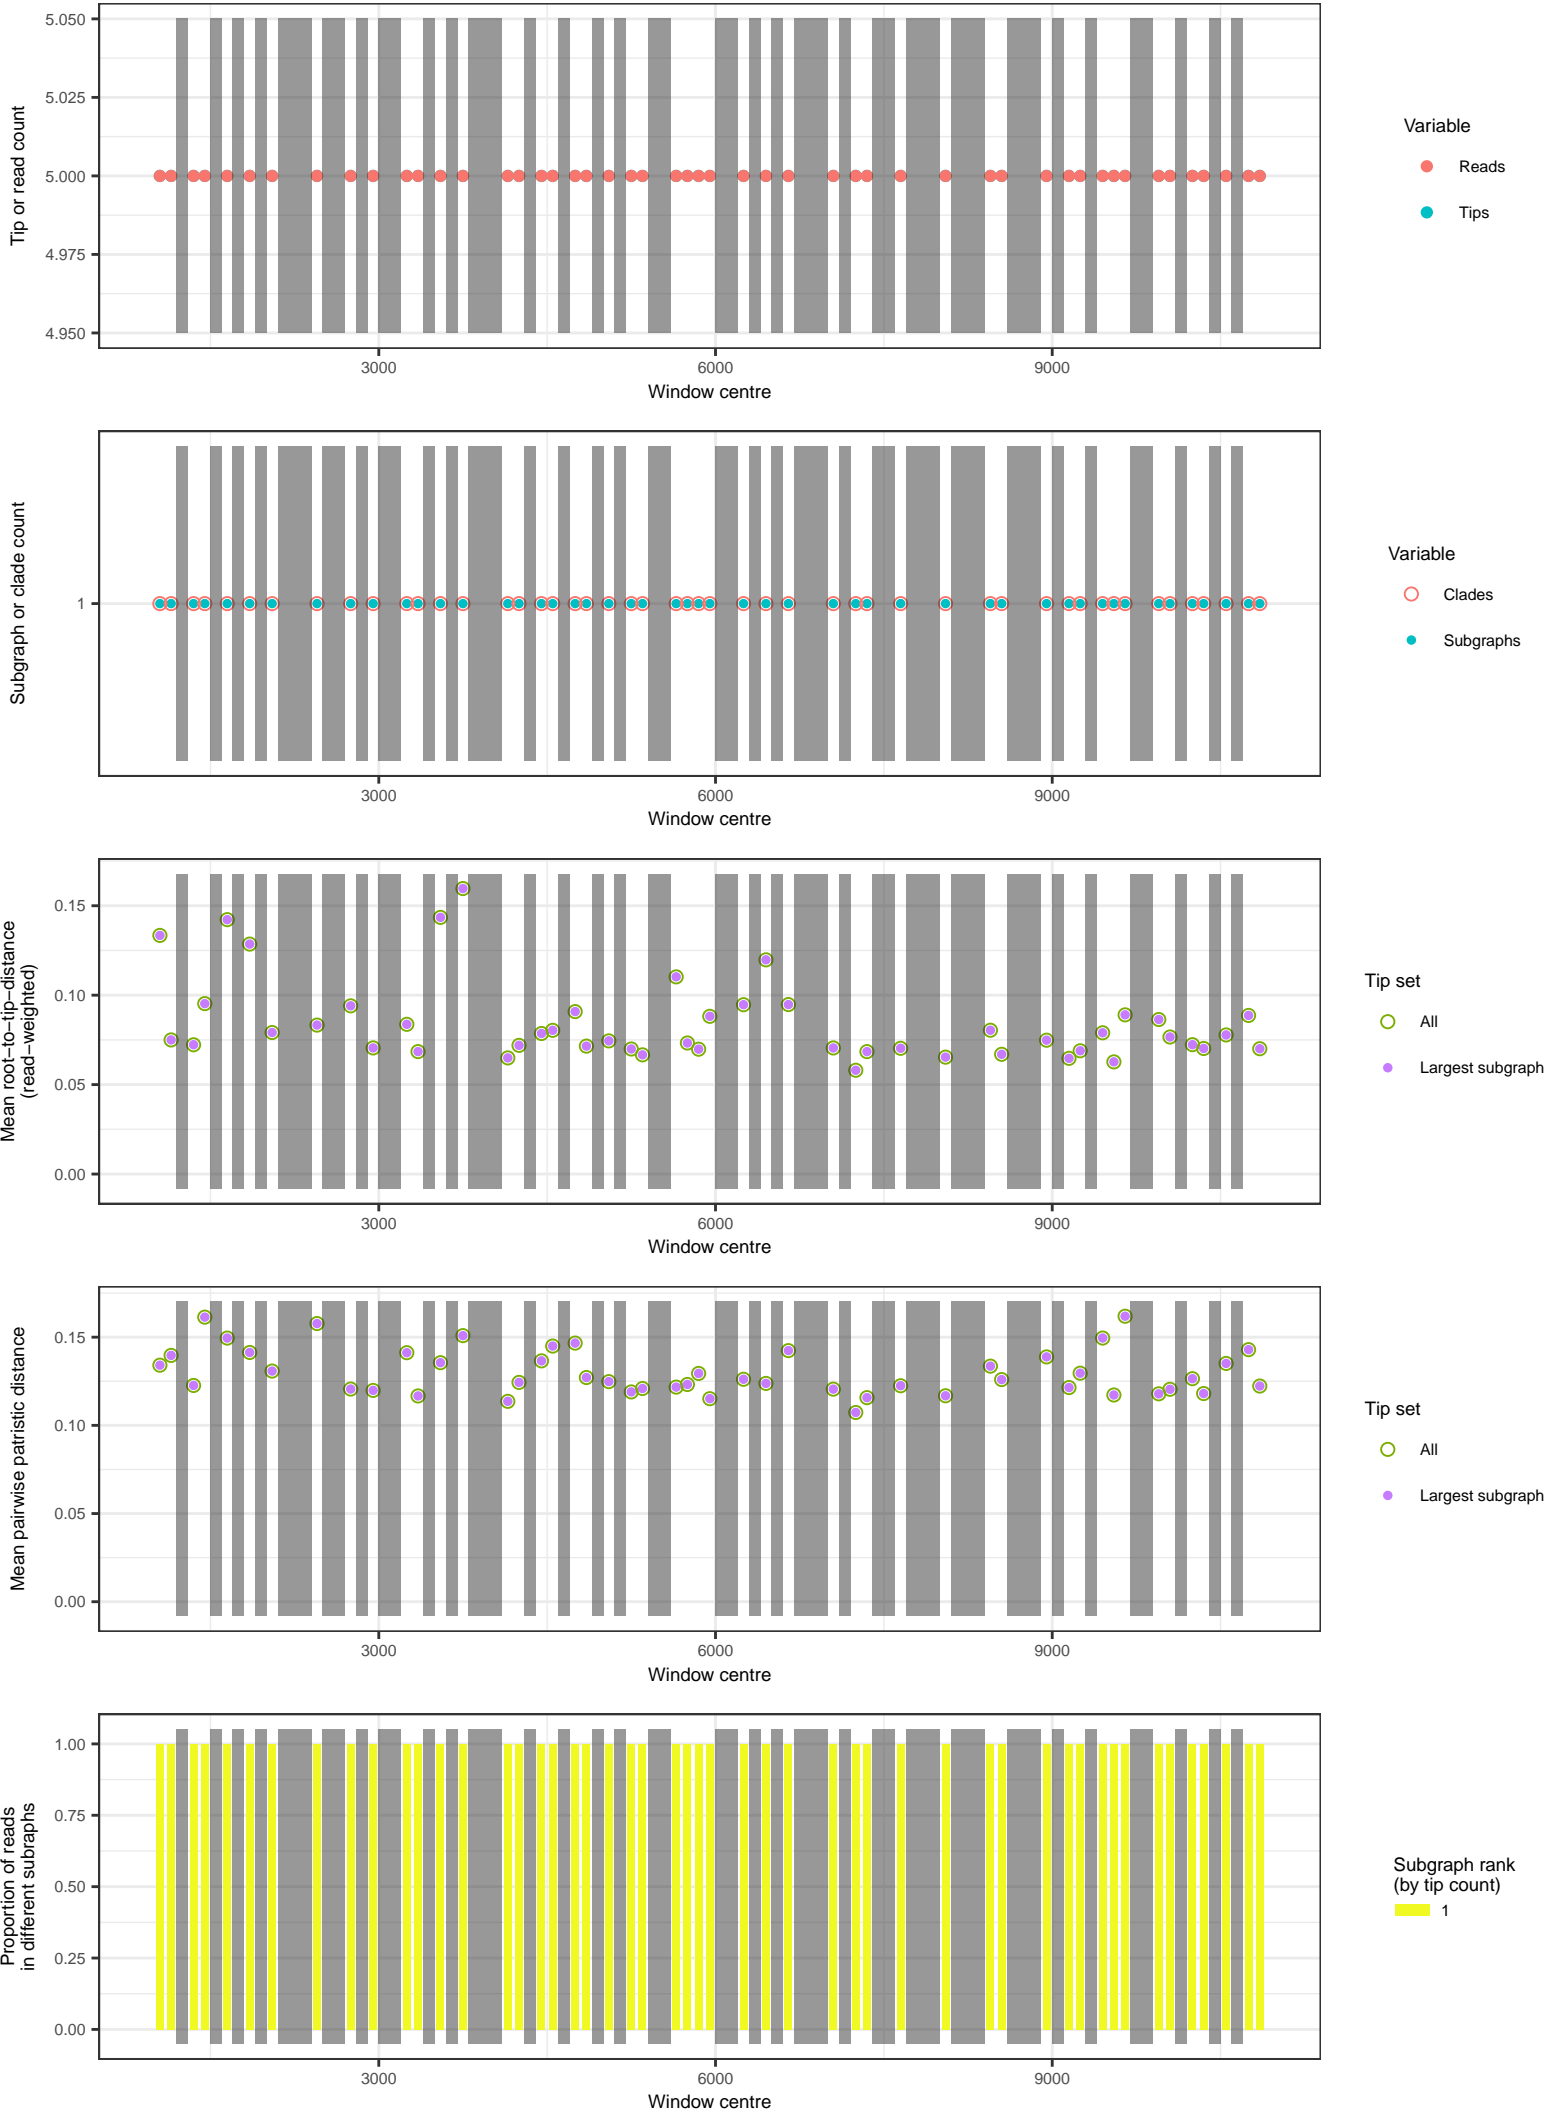 5.050
5.025
5.000
4.975
4.950
Tip or read count
3000
6000
9000
Window centre
Variable
Reads
Tips
1
Subgraph or clade count
3000
6000
9000
Window centre
Variable
Clades
Subgraphs
0.15
0.10
0.05
0.00
Mean root−to−tip−distance
(read−weighted)
3000
6000
9000
Window centre
Tip set
All
Largest subgraph
0.15
0.10
0.05
0.00
Mean pairwise patristic distance
3000
6000
9000
Window centre
Tip set
All
Largest subgraph
1.00
0.75
0.50
0.25
0.00
Proportion of reads
in different subraphs
3000
6000
9000
Window centre
Subgraph rank
(by tip count)
1